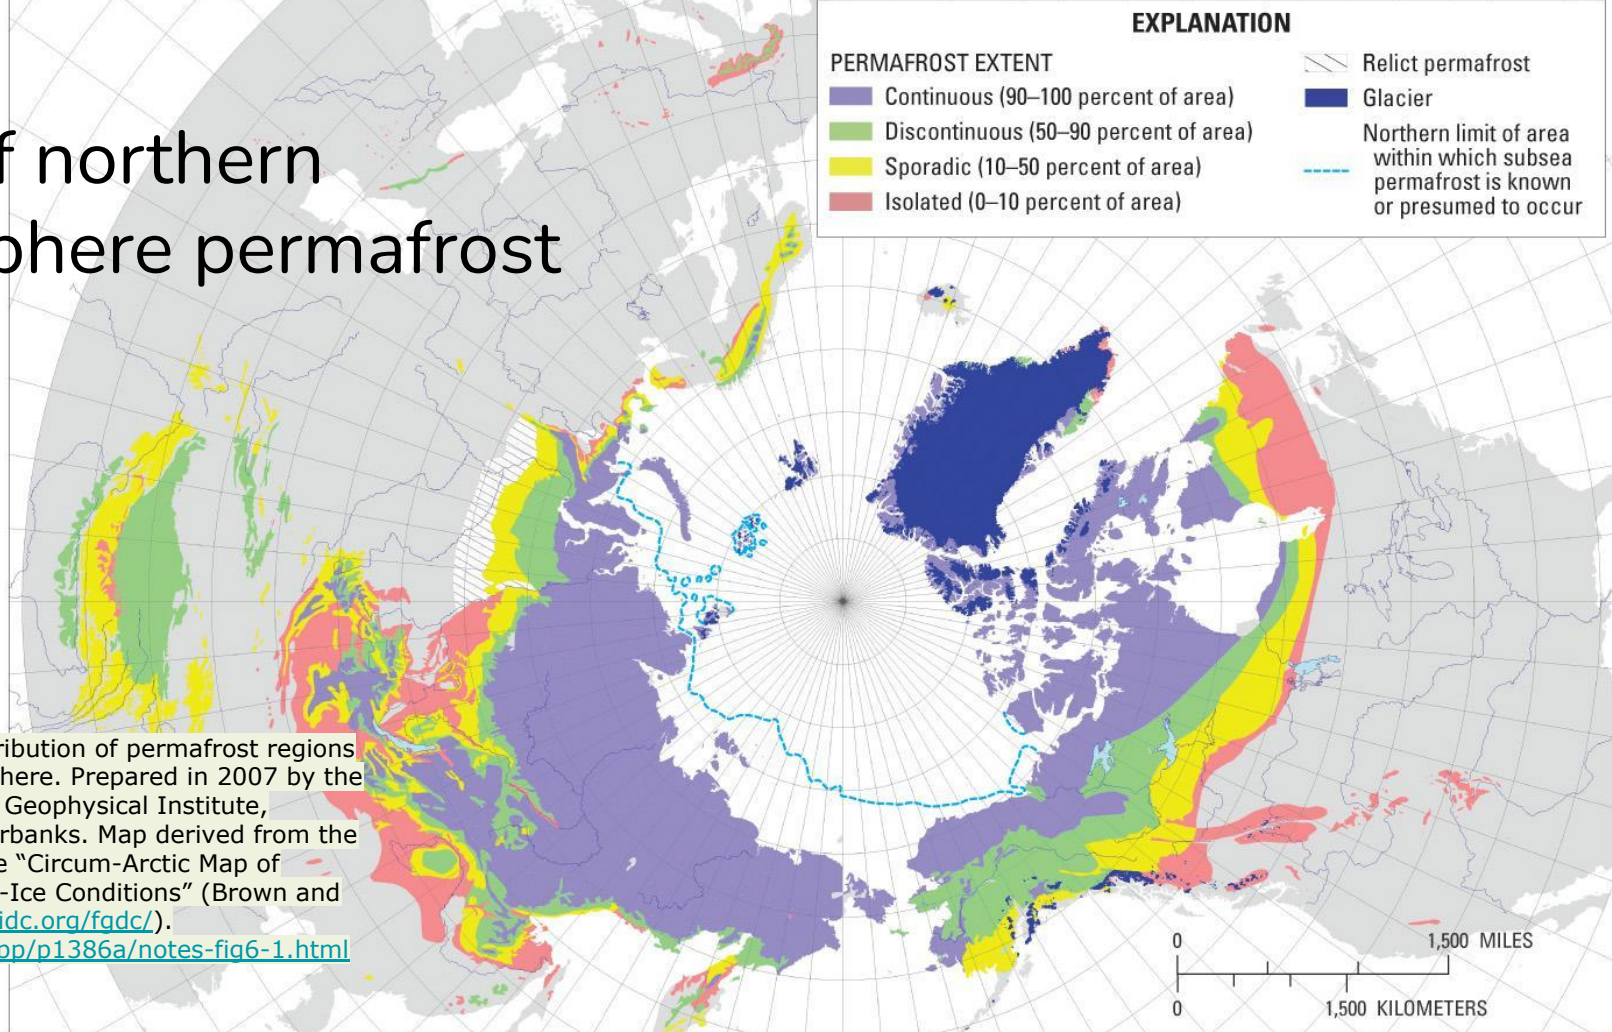 f northern
phere permafrost
EXPLANATION
PERMAFROST EXTENT
Continuous (90–100 percent of area)
Discontinuous (50–90 percent of area)
Sporadic (10–50 percent of area)
Isolated (0–10 percent of area)
Relict permafrost
Glacier
Northern limit of area
within which subsea
permafrost is known
or presumed to occur
ribution of permafrost regions
here. Prepared in 2007 by the
Geophysical Institute,
rbanks. Map derived from the
e “Circum-Arctic Map of
-Ice Conditions” (Brown and
idc.org/fgdc/).
pp/p1386a/notes-fig6-1.html
0 1,500 MILES
0 1,500 KILOMETERS